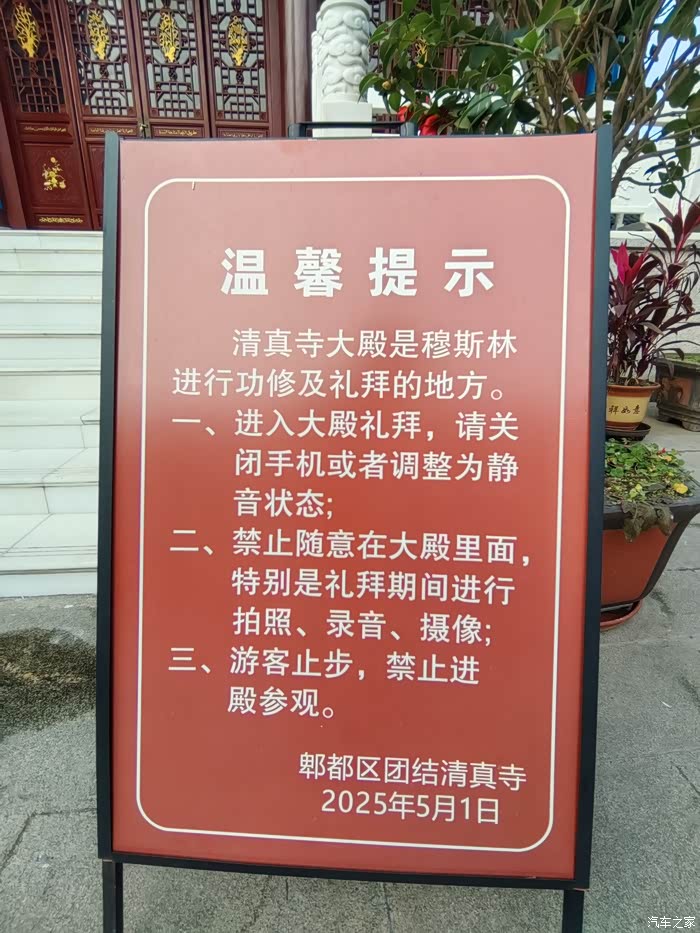 温馨提示
清真寺大殿是穆斯林
进行功修及礼拜的地方。
一、进入大殿礼拜，请关
闭手机或者调整为静
音状态;
二、禁止随意在大殿里面，
特别是礼拜期间进行
拍照、录音、摄像;
三、游客止步，禁止进
殿参观。
郫都区团结清真寺
2025年5月1日
祥如意
汽车之家